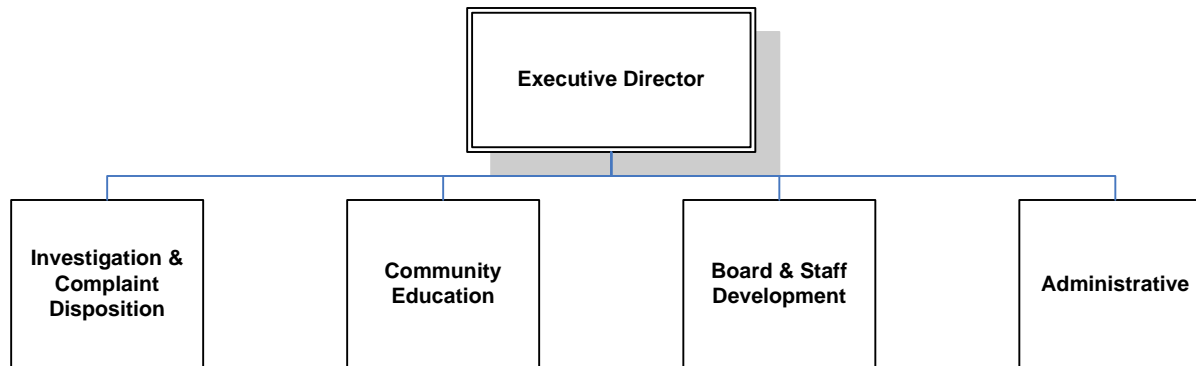 Executive Director
Investigation &
Complaint
Disposition
Community
Education
Board & Staff
Development
Administrative